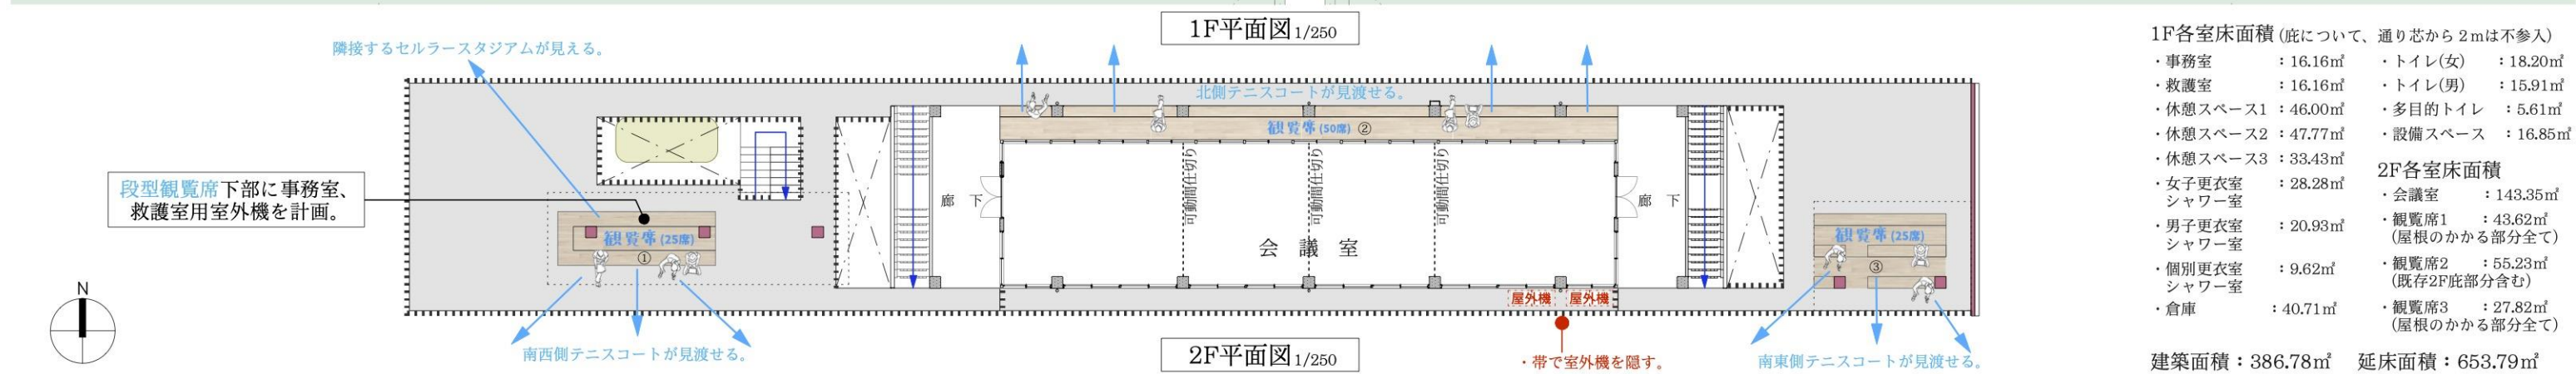 1F平面図 1/250
隣接するセルラースタジアムが見える。
北側テニスコートが見渡せる。
観覧席 (50席) ②
段型観覧席下部に事務室、
救護室用室外機を計画。
可動間仕切り
可動間仕切り
可動間仕切り
廊 下
廊 下
会 議 室
観覧席 (25席)
①
観覧席 (25席)
③
N
屋外機
屋外機
南西側テニスコートが見渡せる。
2F平面図 1/250
・帯で室外機を隠す。
南東側テニスコートが見渡せる。
1F各室床面積 (庇について、通り芯から2mは不参入)
・事務室 : 16.16㎡
・救護室 : 16.16㎡
・休憩スペース1 : 46.00㎡
・休憩スペース2 : 47.77㎡
・休憩スペース3 : 33.43㎡
・女子更衣室 : 28.28㎡
シャワー室
・男子更衣室 : 20.93㎡
シャワー室
・個別更衣室 : 9.62㎡
シャワー室
・倉庫 : 40.71㎡
・トイレ(女) : 18.20㎡
・トイレ(男) : 15.91㎡
・多目的トイレ : 5.61㎡
・設備スペース : 16.85㎡
2F各室床面積
・会議室 : 143.35㎡
・観覧席1 : 43.62㎡
(屋根のかかる部分全て)
・観覧席2 : 55.23㎡
(既存2F庇部分含む)
・観覧席3 : 27.82㎡
(屋根のかかる部分全て)
建築面積：386.78㎡ 延床面積：653.79㎡